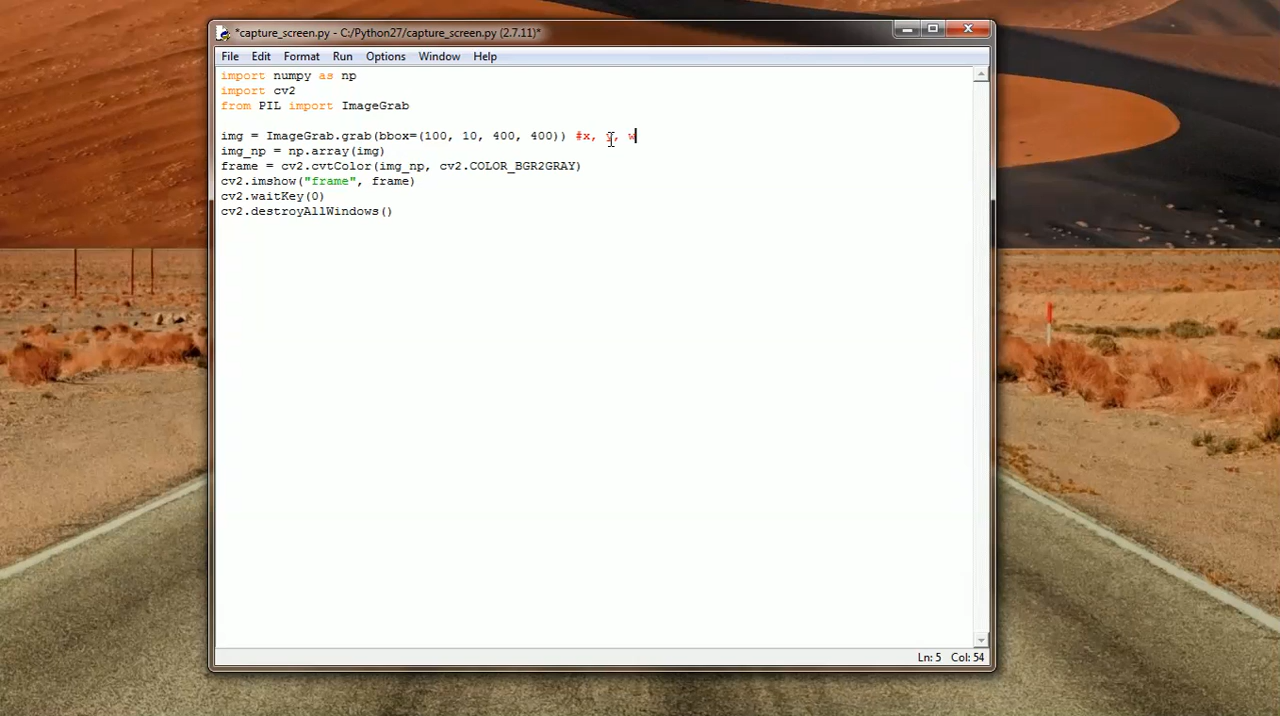 *capture_screen.py - C:/Python27/capture_screen.py (2.7.11)*
File Edit Format Run Options Window Help
import numpy as np
import cv2
from PIL import ImageGrab
img = ImageGrab.grab(bbox=(100, 10, 400, 400)) #x, y, w
img_np = np.array(img)
frame = cv2.cvtColor(img_np, cv2.COLOR_BGR2GRAY)
cv2.imshow("frame", frame)
cv2.waitKey(0)
cv2.destroyAllWindows()
Ln: 5 Col: 54